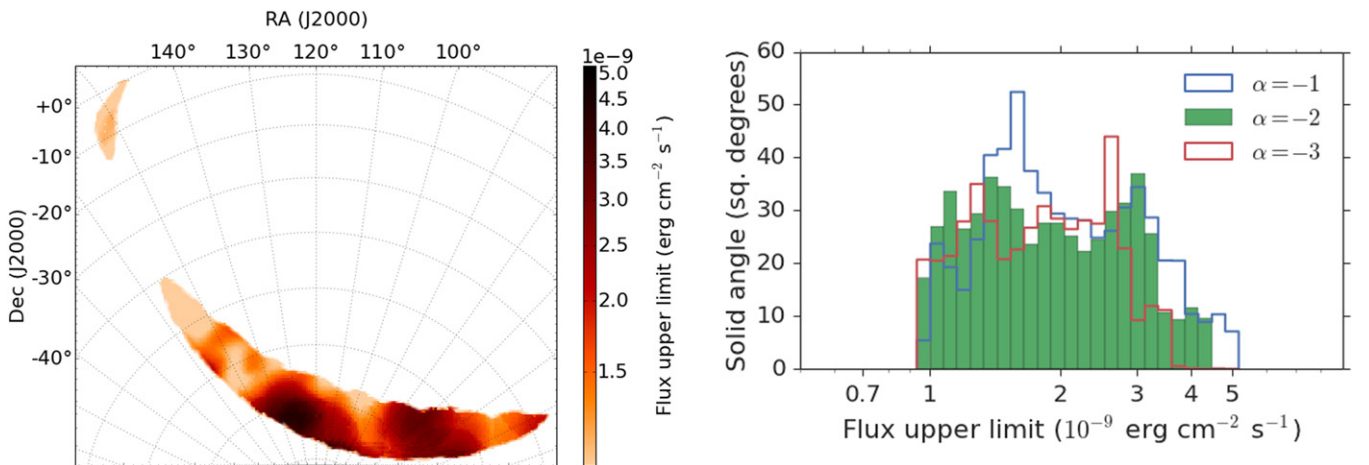 RA (J2000)
140° 130° 120° 110° 100°
1e−9
+0°
-10°
-20°
-30°
-40°
Dec (J2000)
5.0
4.5
4.0
3.5
3.0
2.5
2.0
1.5
Flux upper limit (erg cm⁻² s⁻¹)
60
50
40
30
20
10
0
Solid angle (sq. degrees)
α=−1
α=−2
α=−3
0.7 1 2 3 4 5
Flux upper limit (10⁻⁹ erg cm⁻² s⁻¹)